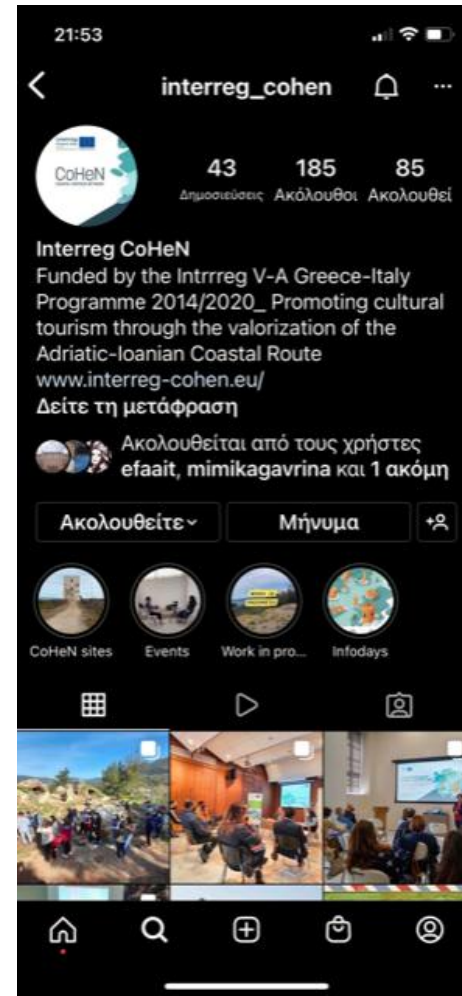 21:53
interreg_cohen
CoHeN
43 185 85
Δημοσιεύσεις Ακόλουθοι Ακολουθεί
Interreg CoHeN
Funded by the Intrrreg V-A Greece-Italy
Programme 2014/2020_ Promoting cultural
tourism through the valorization of the
Adriatic-Ioanian Coastal Route
www.interreg-cohen.eu/
Δείτε τη μετάφραση
Ακολουθείται από τους χρήστες
efaait, mimikagavrina και 1 ακόμη
Ακολουθείτε Μήνυμα
CoHeN sites Events Work in pro... Infodays